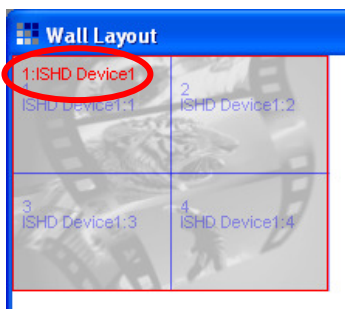 Wall Layout
1:ISHD Device1
1
ISHD Device1:1
2
ISHD Device1:2
3
ISHD Device1:3
4
ISHD Device1:4